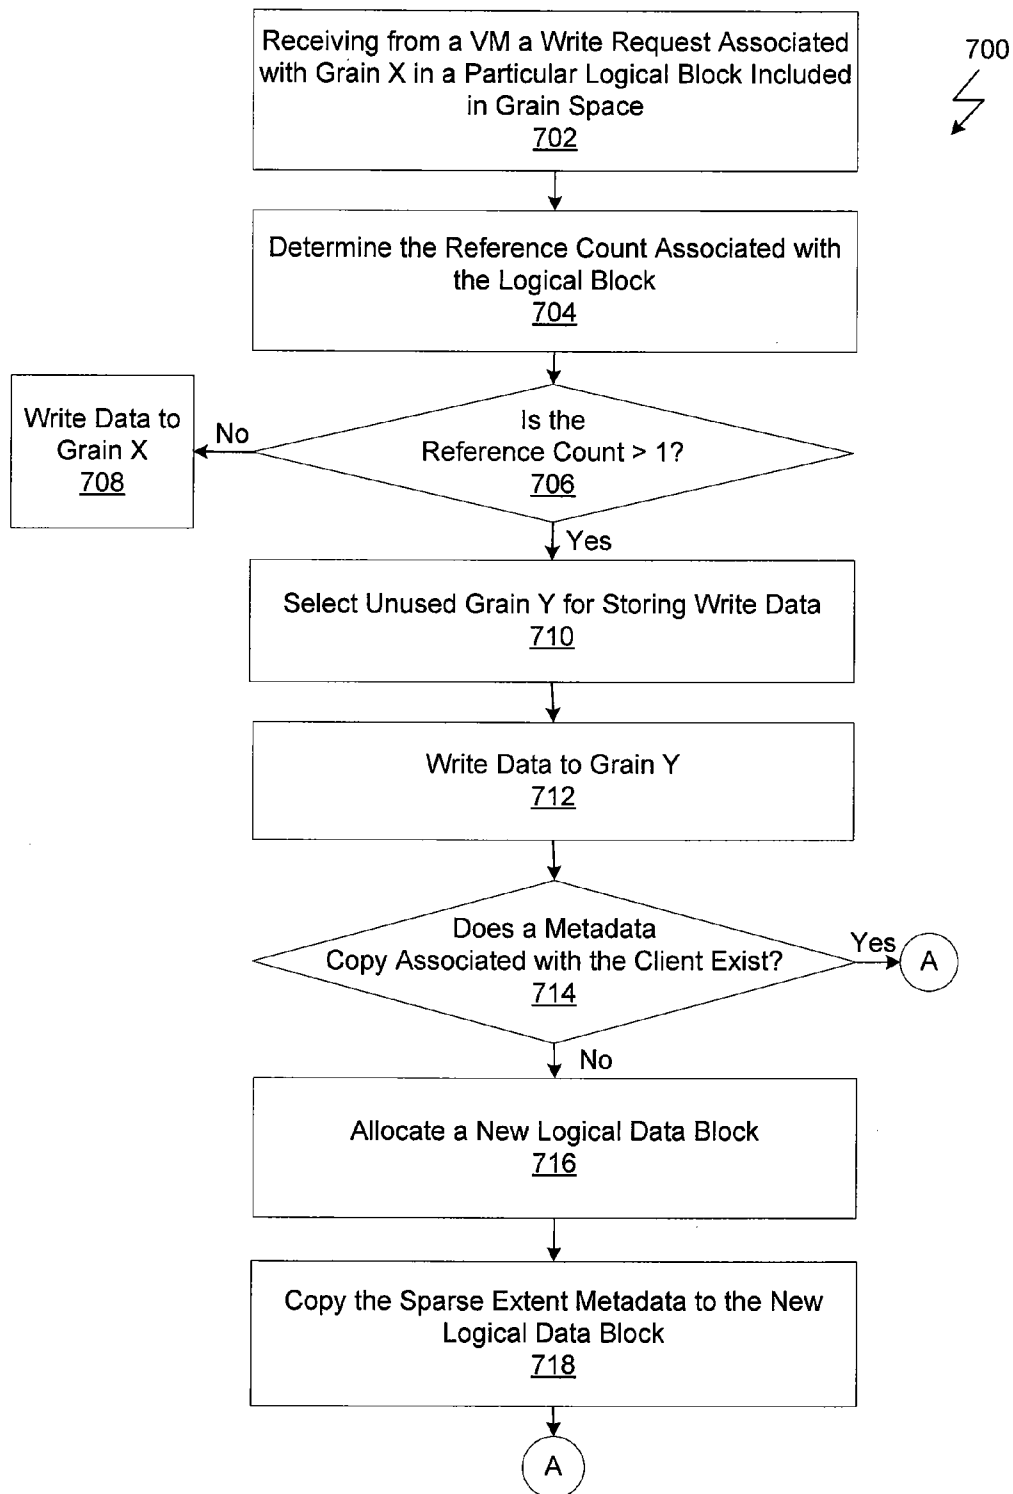 Receiving from a VM a Write Request Associated
with Grain X in a Particular Logical Block Included
in Grain Space
702
700
Determine the Reference Count Associated with
the Logical Block
704
Is the
Reference Count > 1?
706
No
Write Data to
Grain X
708
Yes
Select Unused Grain Y for Storing Write Data
710
Write Data to Grain Y
712
Does a Metadata
Copy Associated with the Client Exist?
714
Yes
A
No
Allocate a New Logical Data Block
716
Copy the Sparse Extent Metadata to the New
Logical Data Block
718
A